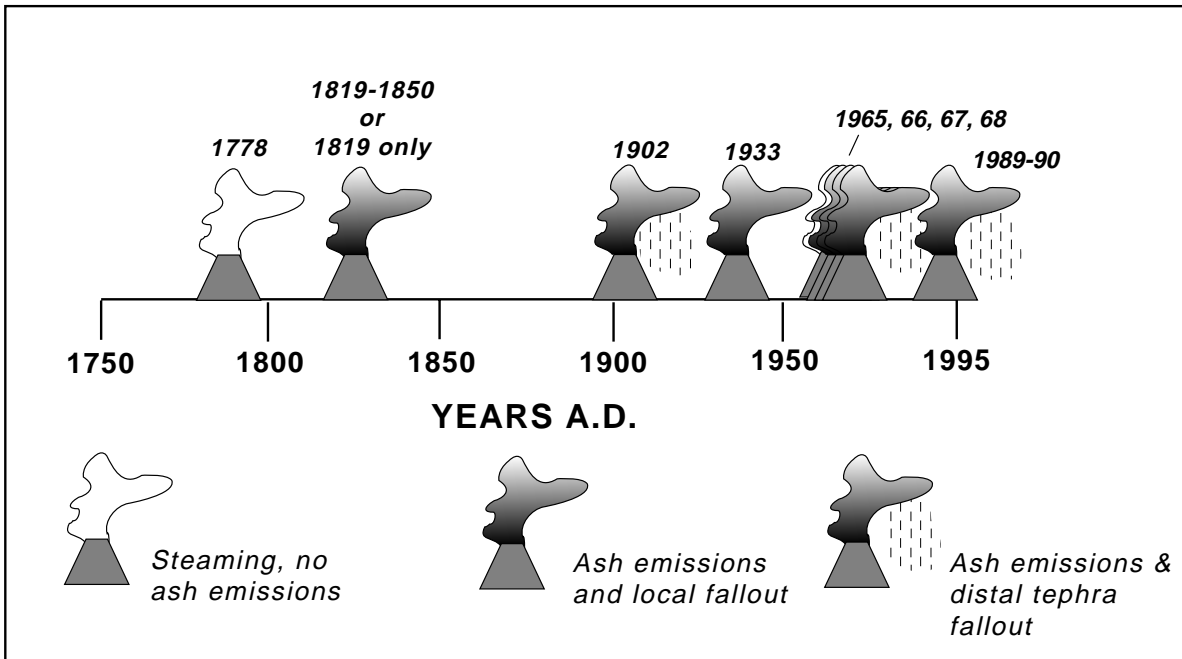 1819-1850
or
1819 only
1778
1902
1933
1965, 66, 67, 68
1989-90
1750
1800
1850
1900
1950
1995
YEARS A.D.
Steaming, no
ash emissions
Ash emissions
and local fallout
Ash emissions &
distal tephra
fallout